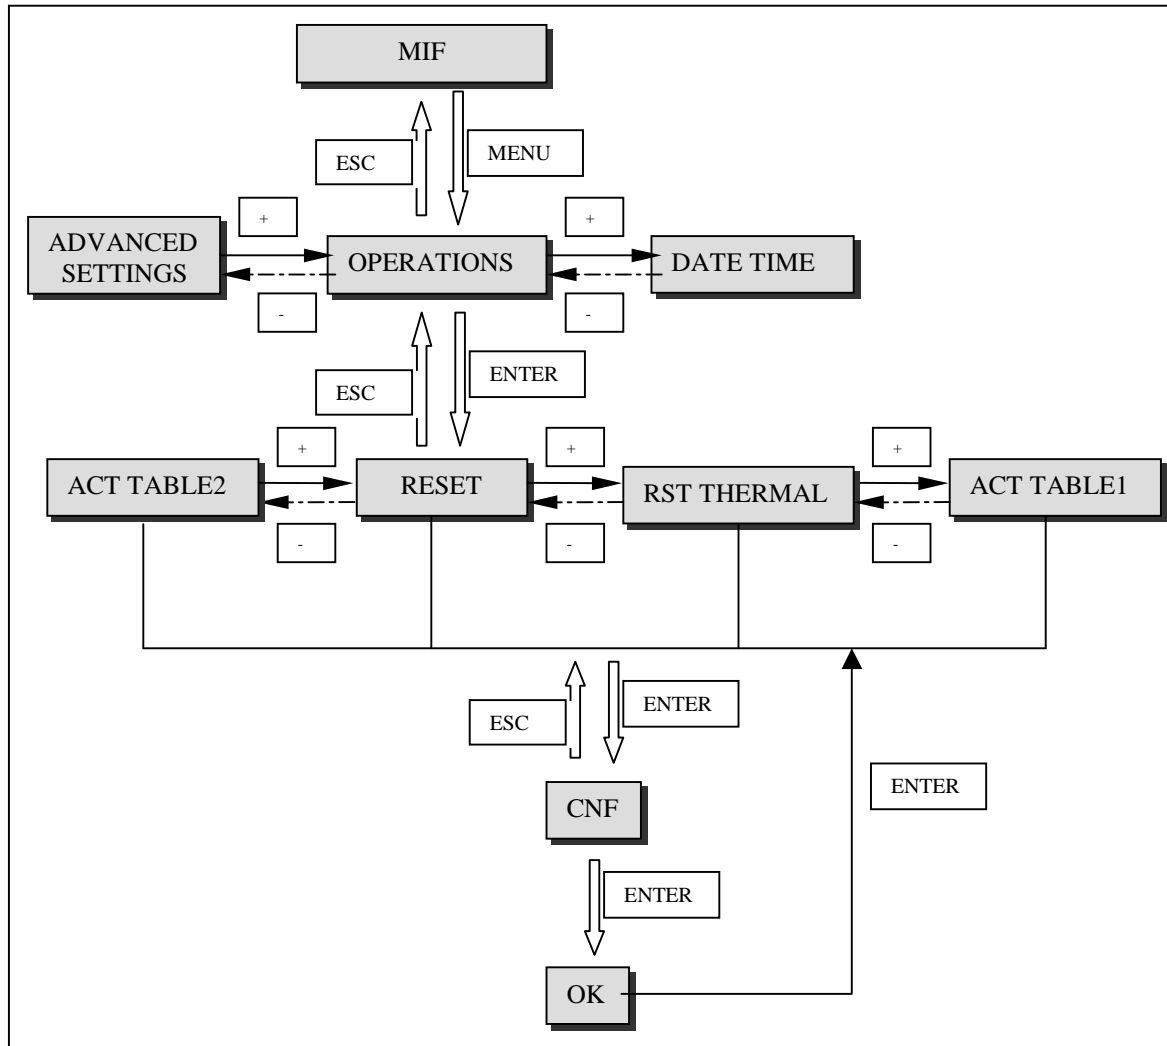 MIF
ESC
MENU
+
+
ADVANCED
SETTINGS
OPERATIONS
DATE TIME
-
-
ESC
ENTER
+
+
+
ACT TABLE2
RESET
RST THERMAL
ACT TABLE1
-
-
-
ESC
ENTER
ENTER
CNF
ENTER
OK